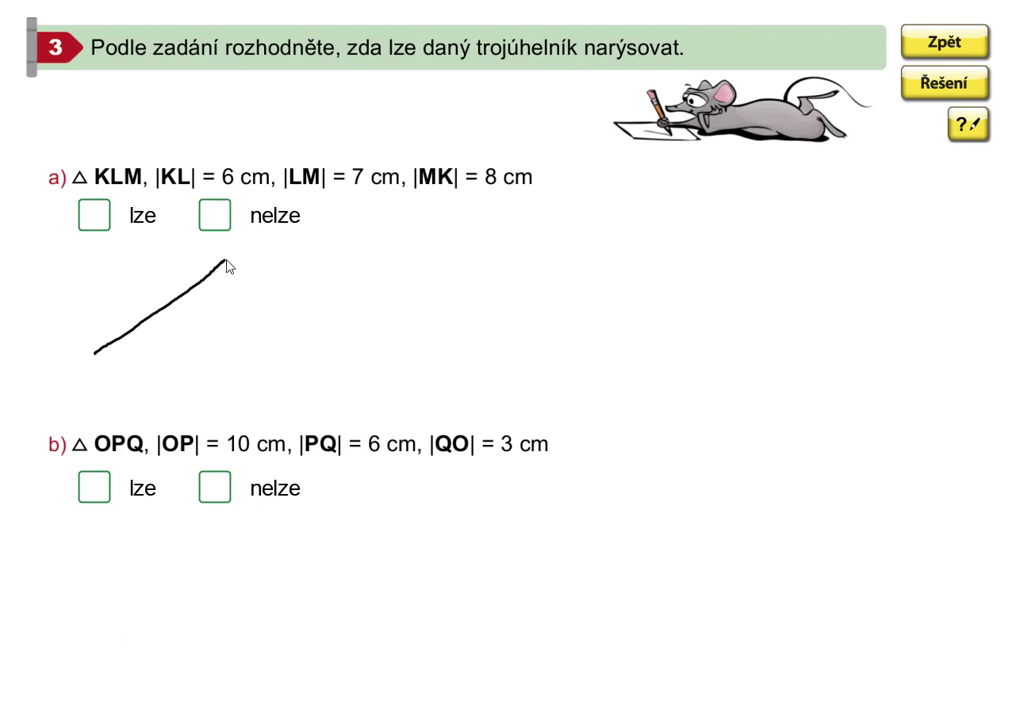 3 Podle zadání rozhodněte, zda lze daný trojúhelník narýsovat.
Zpět
Řešení
?
a) △ KLM, |KL| = 6 cm, |LM| = 7 cm, |MK| = 8 cm
lze nelze
b) △ OPQ, |OP| = 10 cm, |PQ| = 6 cm, |QO| = 3 cm
lze nelze